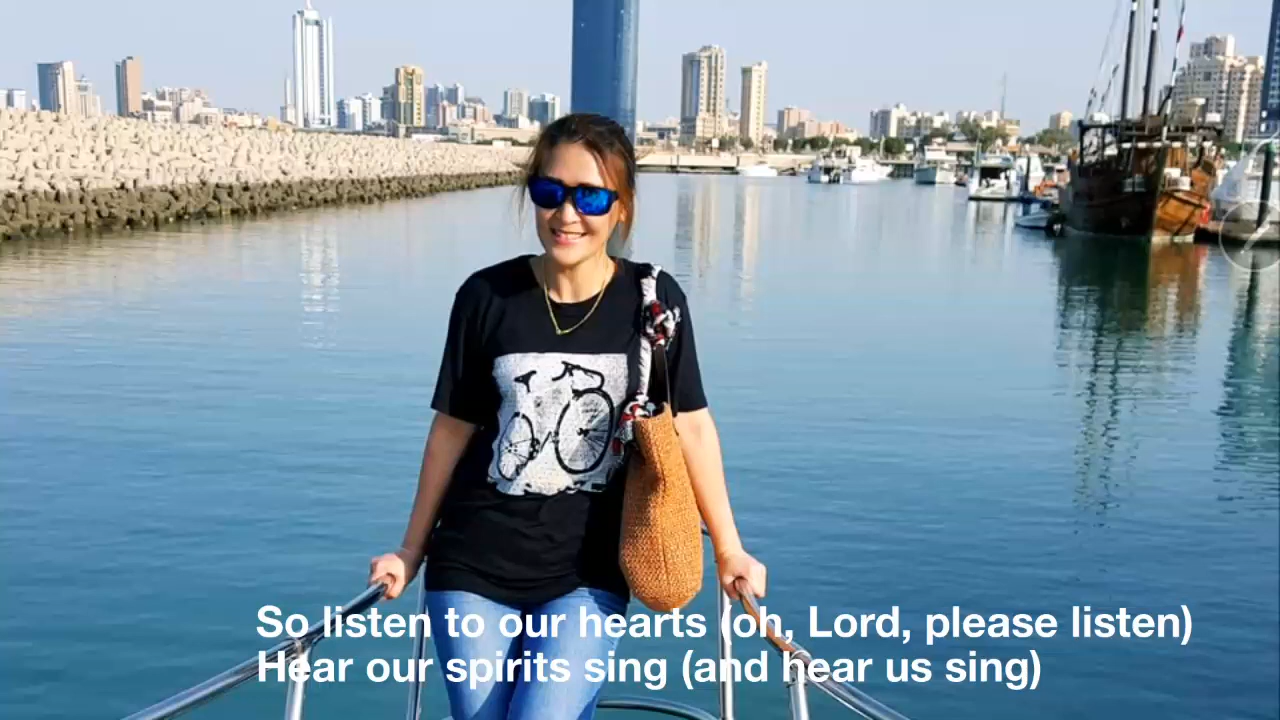 So listen to our hearts (oh, Lord, please listen)
Hear our spirits sing (and hear us sing)